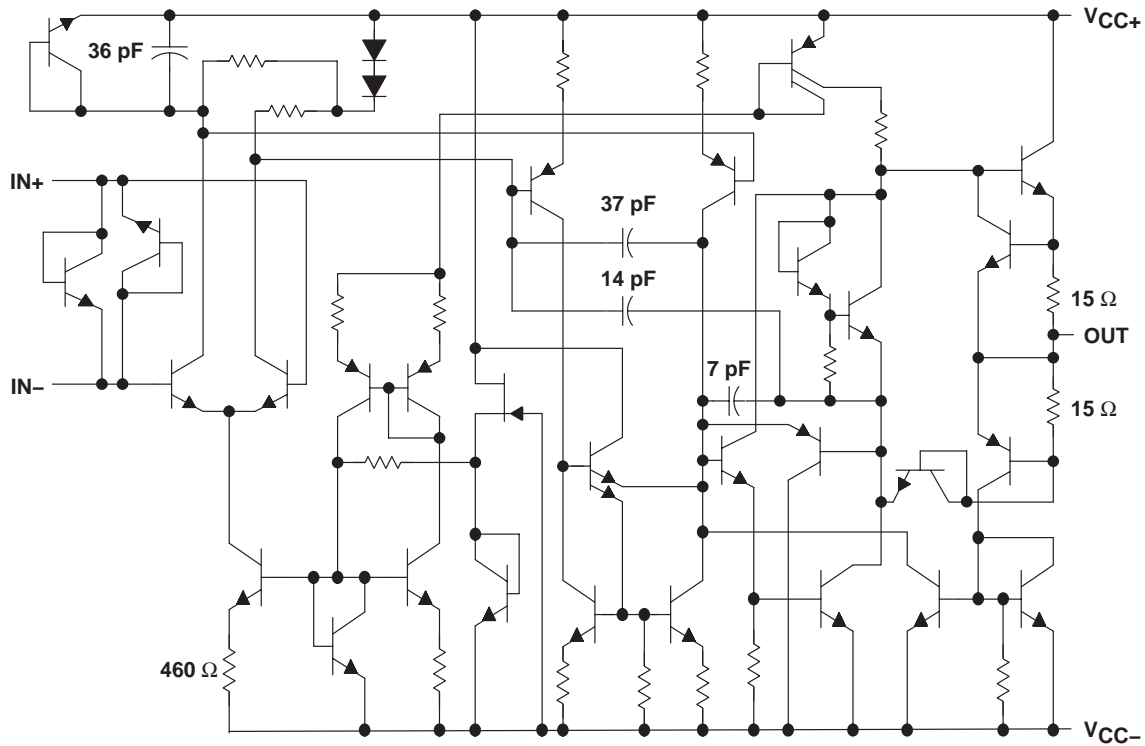 VCC+
36 pF
IN+
37 pF
14 pF
15 Ω
OUT
7 pF
IN−
15 Ω
460 Ω
VCC−